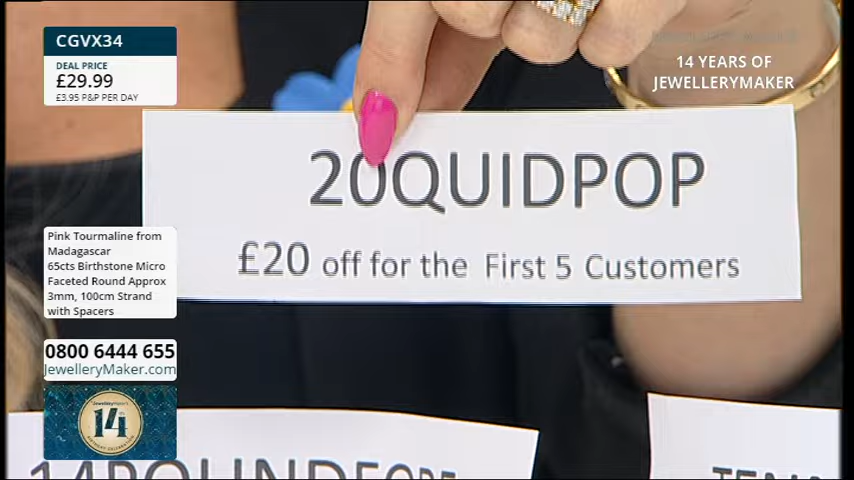 CGVX34
DEAL PRICE
£29.99
£3.95 P&P PER DAY
14 YEARS OF
JEWELLERYMAKER
20QUIDPOP
£20 off for the First 5 Customers
Pink Tourmaline from
Madagascar
65cts Birthstone Micro
Faceted Round Approx
3mm, 100cm Strand
with Spacers
0800 6444 655
JewelleryMaker.com
14